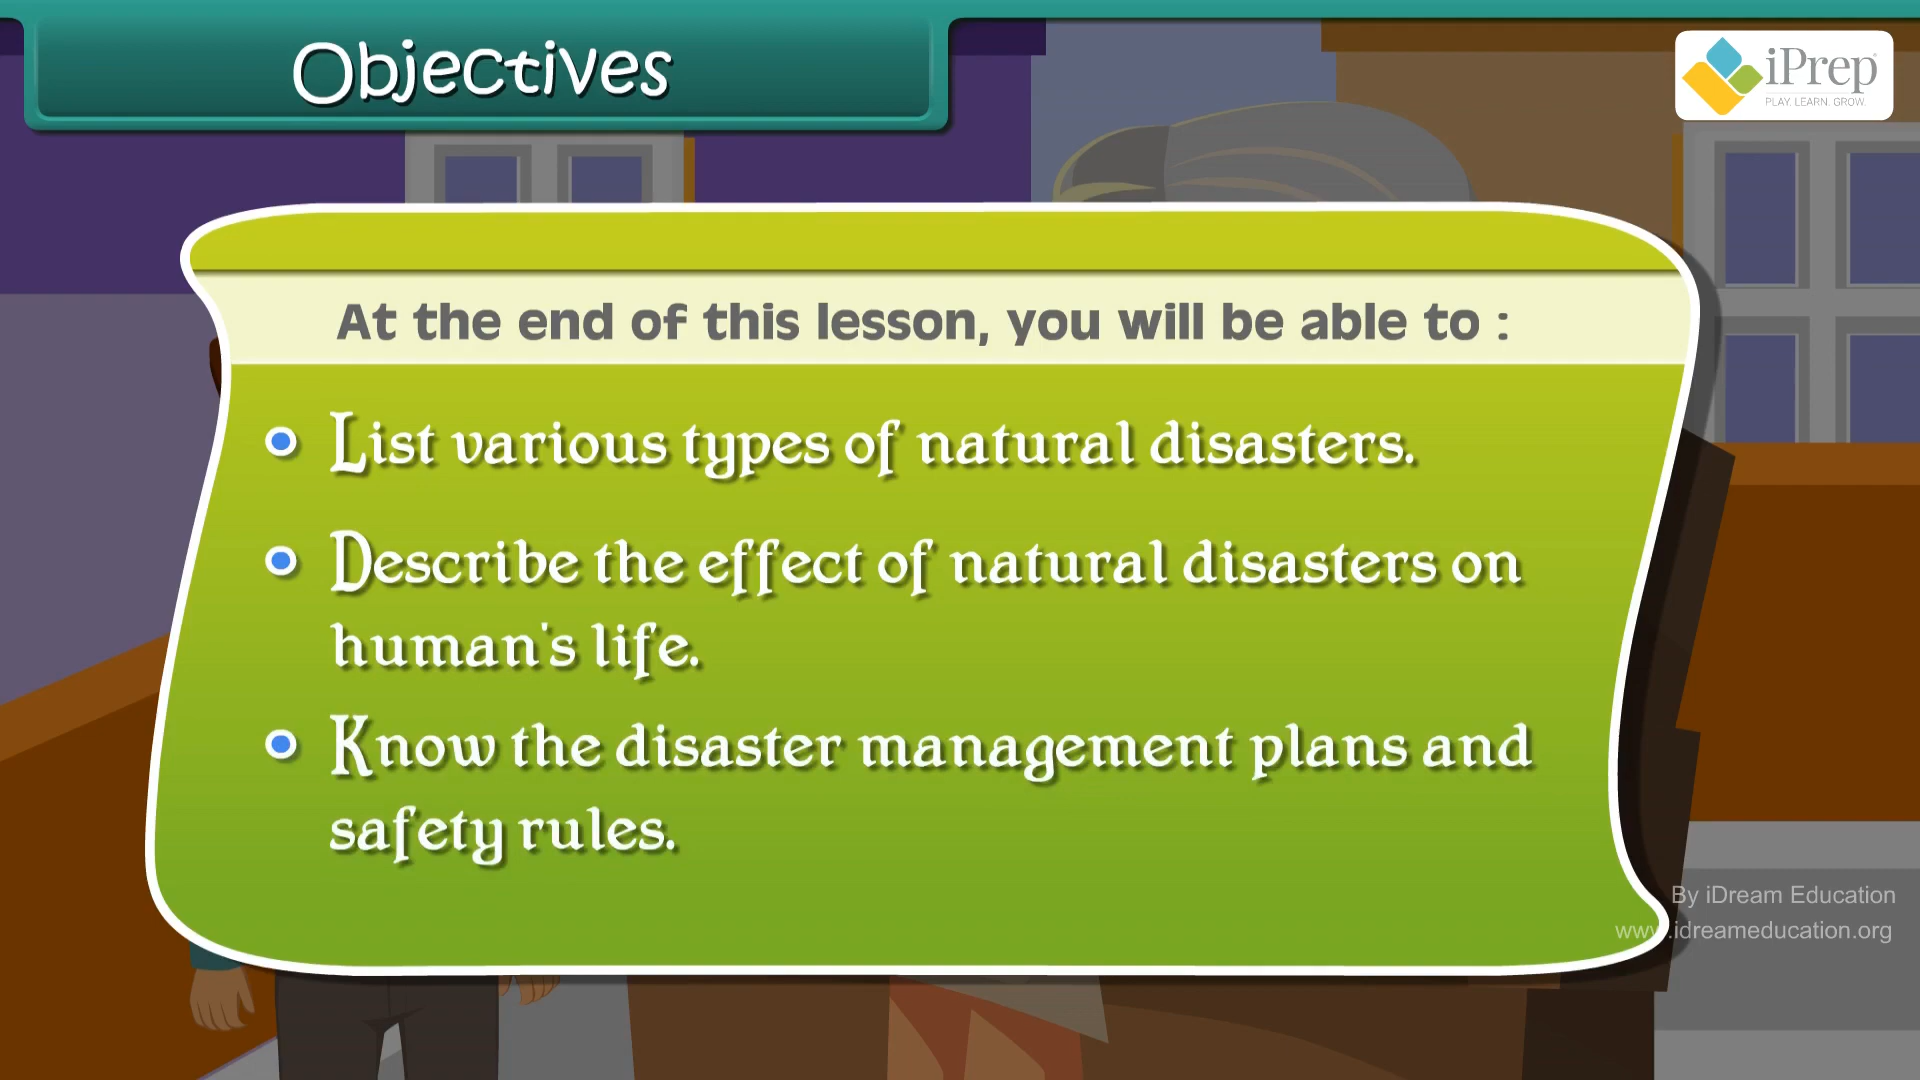 Objectives
iPrep
PLAY. LEARN. GROW.
At the end of this lesson, you will be able to :
List various types of natural disasters.
Describe the effect of natural disasters on
human's life.
Know the disaster management plans and
safety rules.
By iDream Education
www.idreameducation.org